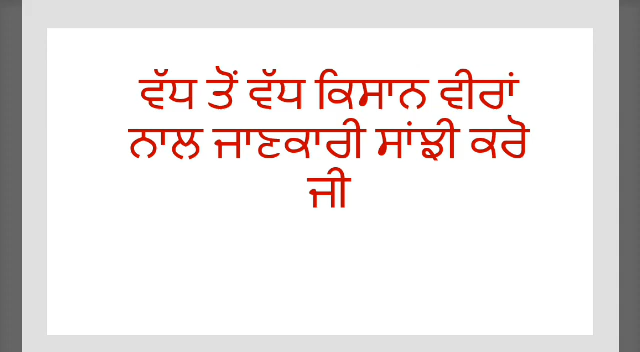 ਵੱਧ ਤੋਂ ਵੱਧ ਕਿਸਾਨ ਵੀਰਾਂ
ਨਾਲ ਜਾਣਕਾਰੀ ਸਾਂਝੀ ਕਰੋ
ਜੀ